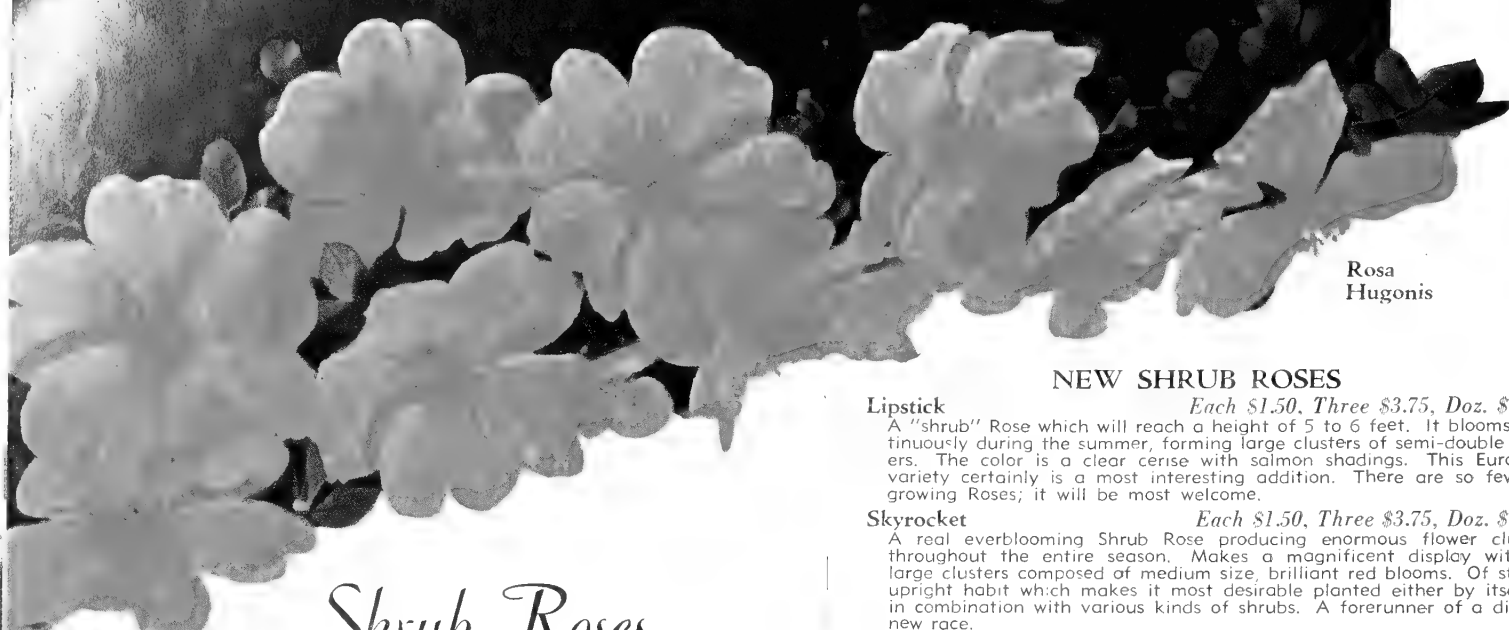 Rosa
Hugonis
NEW SHRUB ROSES
Lipstick Each $1.50, Three $3.75, Doz. $
A "shrub" Rose which will reach a height of 5 to 6 feet. It blooms
tinuously during the summer, forming large clusters of semi-double
ers. The color is a clear cerise with salmon shadings. This Euro
variety certainly is a most interesting addition. There are so few
growing Roses; it will be most welcome.
Skyrocket Each $1.50, Three $3.75, Doz. $
A real everblooming Shrub Rose producing enormous flower clu
throughout the entire season. Makes a magnificent display wit
large clusters composed of medium size, brilliant red blooms. Of st
upright habit which makes it most desirable planted either by itse
in combination with various kinds of shrubs. A forerunner of a di
new race.
Shrub Roses